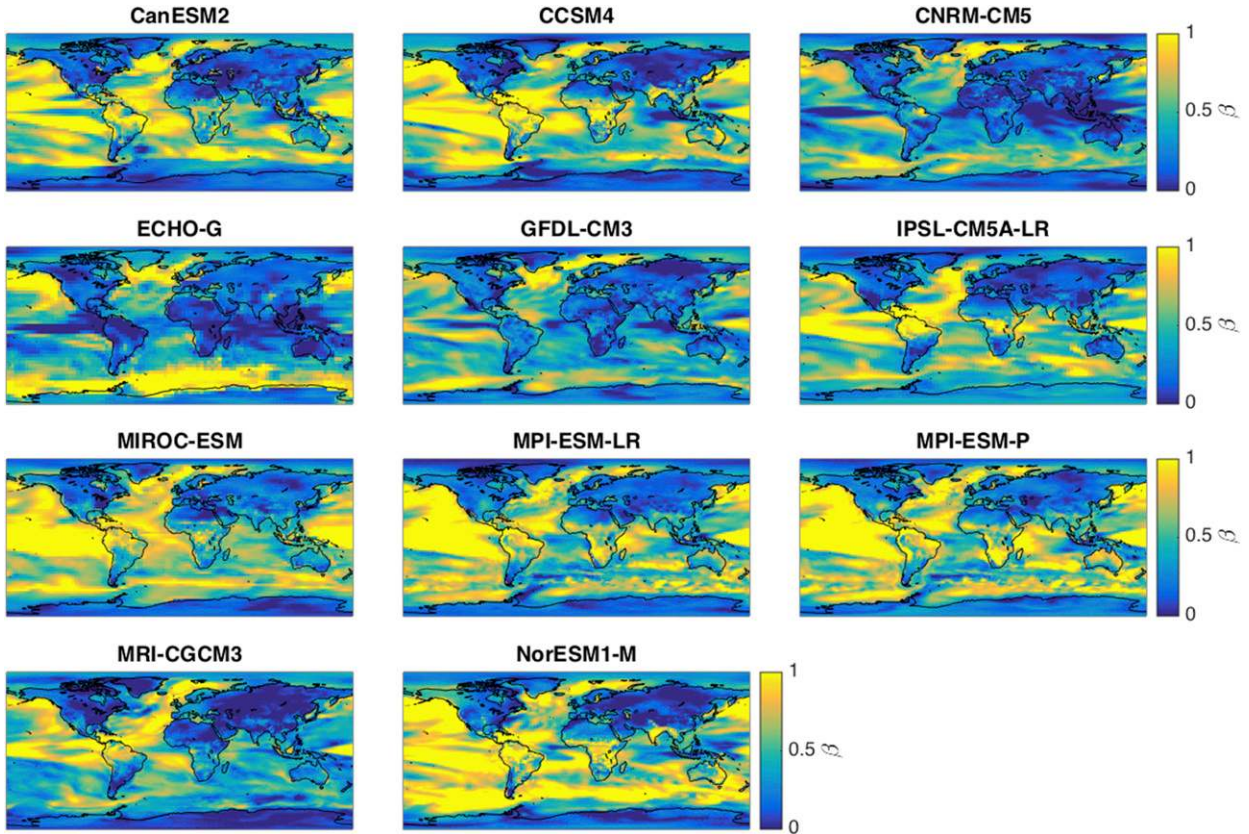 CanESM2 CCSM4 CNRM-CM5
1
0.5 β
0
ECHO-G GFDL-CM3 IPSL-CM5A-LR
1
0.5 β
0
MIROC-ESM MPI-ESM-LR MPI-ESM-P
1
0.5 β
0
MRI-CGCM3 NorESM1-M
1
0.5 β
0